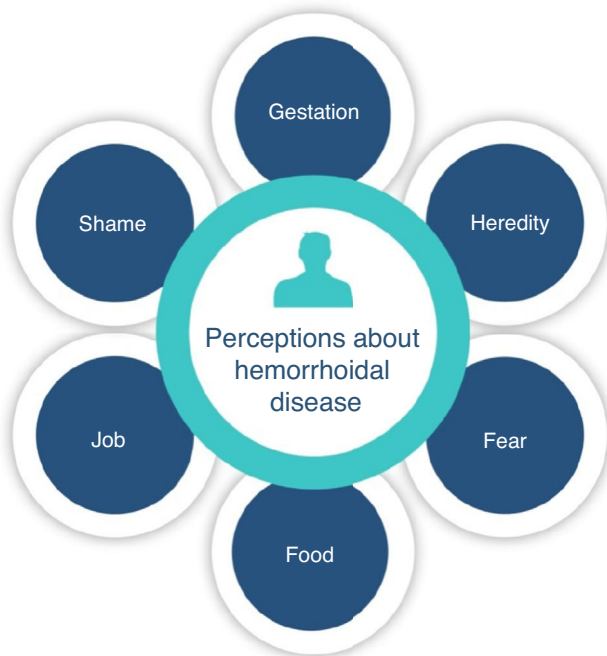 Gestation
Shame
Heredity
Perceptions about
hemorrhoidal
disease
Job
Fear
Food